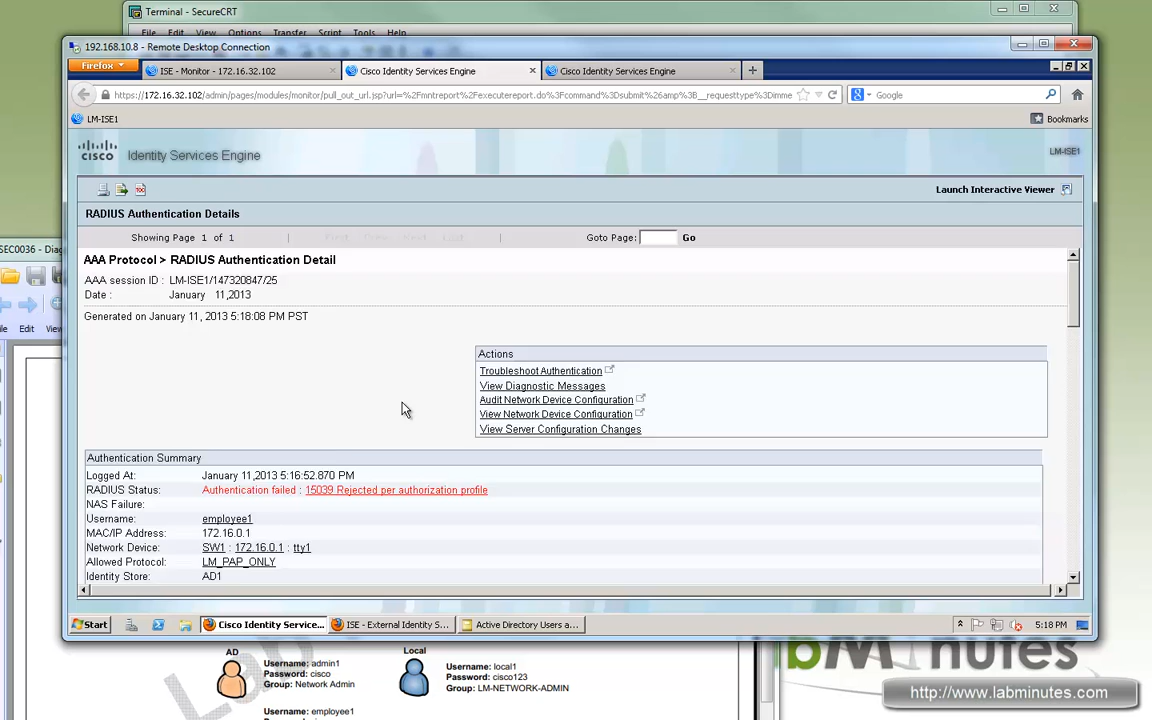 Terminal - SecureCRT
File Edit View Options Transfer Script Tools Help
192.168.10.8 - Remote Desktop Connection
Firefox
ISE - Monitor - 172.16.32.102
Cisco Identity Services Engine
Cisco Identity Services Engine
https://172.16.32.102/admin/pages/modules/monitor/pull_out_url.jsp?url=%2Fmntreport%2Fexecutereport.do%3Fcommand%3Dsubmit%26amp%3B__requesttype%3Dimme
Google
LM-ISE1
Bookmarks
CISCO Identity Services Engine
LM-ISE1
Launch Interactive Viewer
RADIUS Authentication Details
Showing Page 1 of 1
Goto Page: Go
AAA Protocol > RADIUS Authentication Detail
AAA session ID : LM-ISE1/147320847/25
Date : January 11,2013
Generated on January 11, 2013 5:18:08 PM PST
Actions
Troubleshoot Authentication
View Diagnostic Messages
Audit Network Device Configuration
View Network Device Configuration
View Server Configuration Changes
Authentication Summary
Logged At: January 11,2013 5:16:52.870 PM
RADIUS Status: Authentication failed : 15039 Rejected per authorization profile
NAS Failure:
Username: employee1
MAC/IP Address: 172.16.0.1
Network Device: SW1 : 172.16.0.1 : tty1
Allowed Protocol: LM_PAP_ONLY
Identity Store: AD1
Start
Cisco Identity Service...
ISE - External Identity S...
Active Directory Users a...
5:18 PM
SEC0036 - Diag
File Edit View
AD
Username: admin1
Password: cisco
Group: Network Admin
Local
Username: local1
Password: cisco123
Group: LM-NETWORK-ADMIN
Username: employee1
http://www.labminutes.com